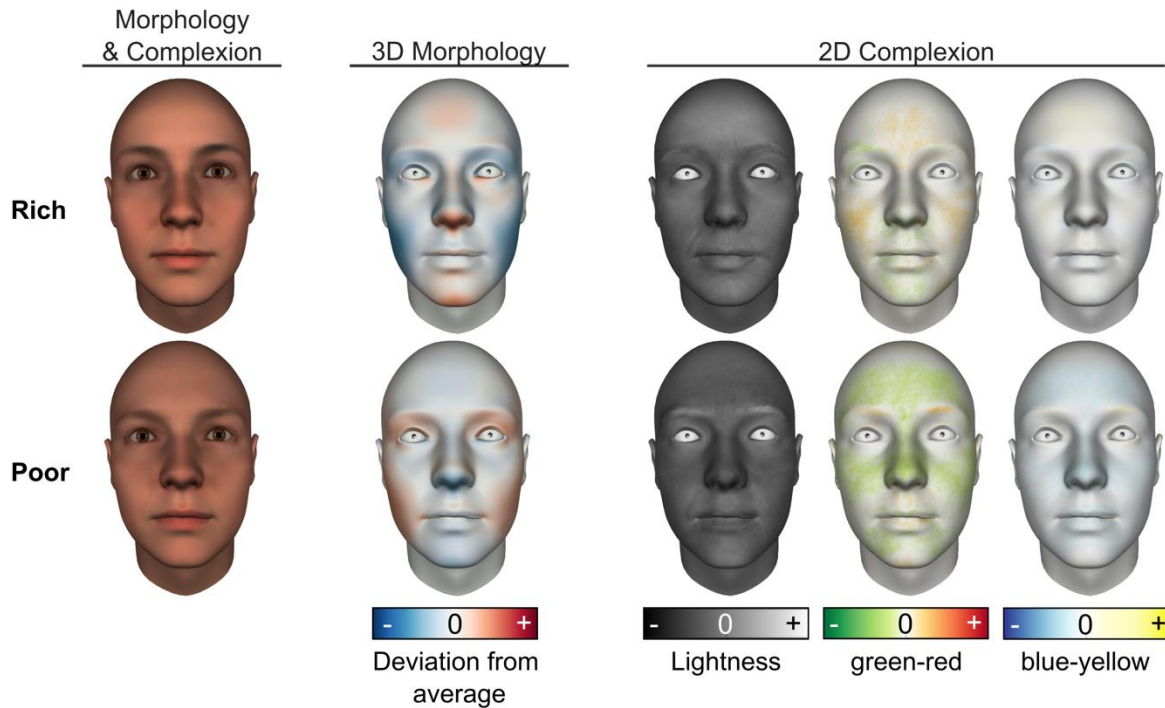 Morphology
& Complexion
3D Morphology
2D Complexion
Rich
Poor
- 0 +
- 0 +
- 0 +
- 0 +
Deviation from
average
Lightness
green-red
blue-yellow